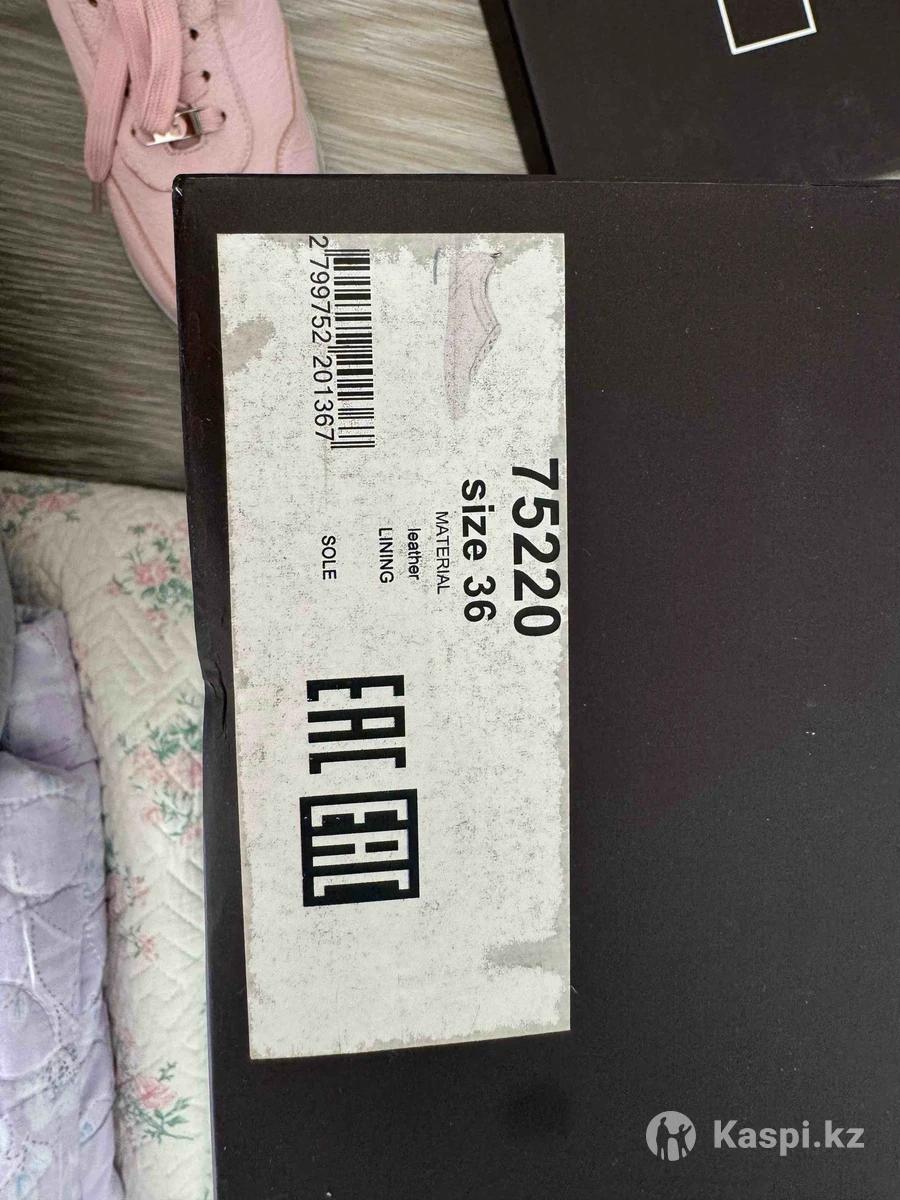 75220
size 36
MATERIAL
leather
LINING
SOLE
2 799752 201367
EAC
EAC
Kaspi.kz